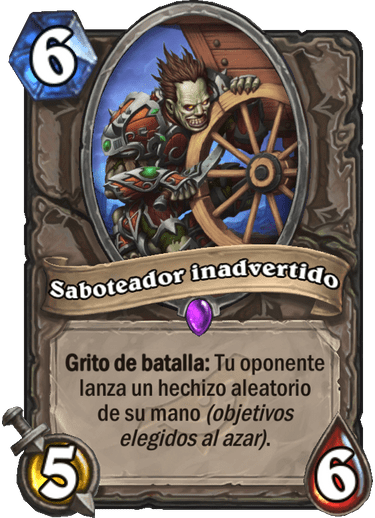 6
Saboteador inadvertido
Grito de batalla: Tu oponente
lanza un hechizo aleatorio
de su mano (objetivos
elegidos al azar).
5
6